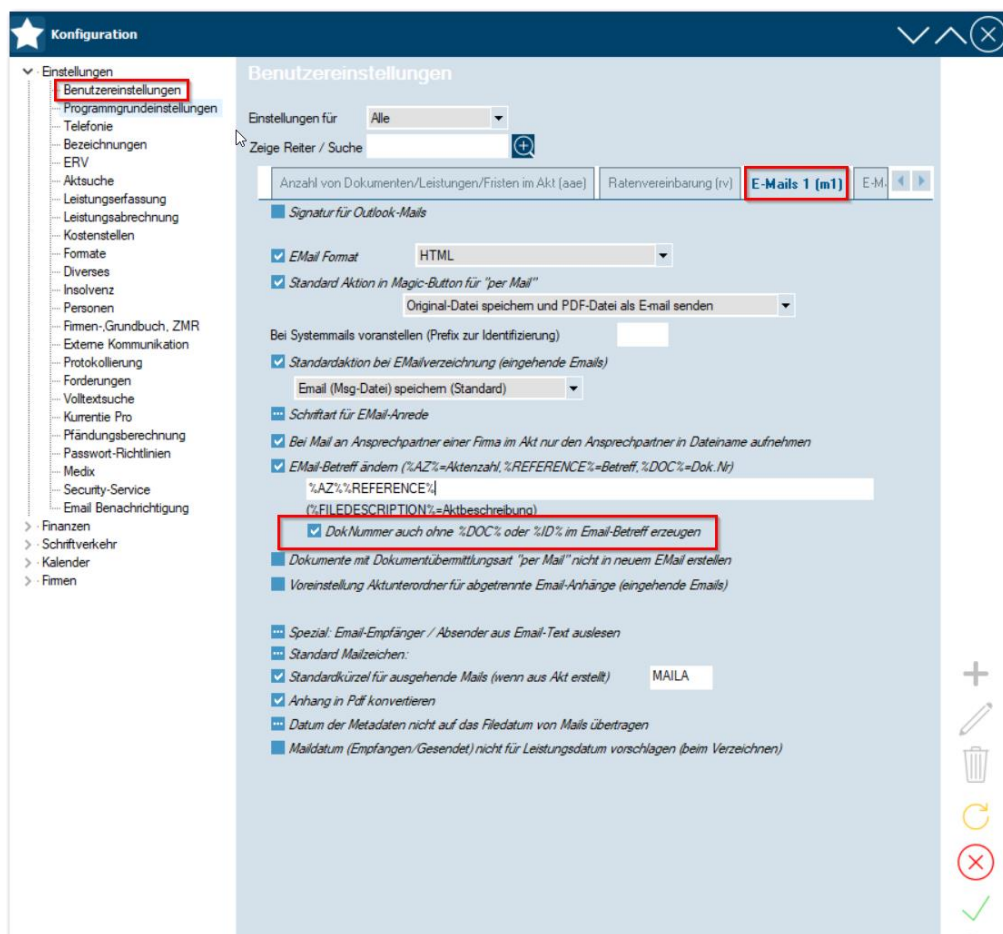 Konfiguration
Einstellungen
Benutzereinstellungen
Programmgrundeinstellungen
Telefonie
Bezeichnungen
ERV
Aktsuche
Leistungserfassung
Leistungsabrechnung
Kostenstellen
Formate
Diverses
Insolvenz
Personen
Firmen-,Grundbuch, ZMR
Externe Kommunikation
Protokollierung
Forderungen
Volltextsuche
Kurrentie Pro
Pfändungsberechnung
Passwort-Richtlinien
Medix
Security-Service
Email Benachrichtigung
Finanzen
Schriftverkehr
Kalender
Firmen
Benutzereinstellungen
Einstellungen für Alle
Zeige Reiter / Suche
Anzahl von Dokumenten/Leistungen/Fristen im Akt (aae) Ratenvereinbarung (rv) E-Mails 1 (m1) E-M
Signatur für Outlook-Mails
EMail Format HTML
Standard Aktion in Magic-Button für "per Mail"
Original-Datei speichern und PDF-Datei als E-mail senden
Bei Systemmails voranstellen (Prefix zur Identifizierung)
Standardaktion bei EMailverzeichnung (eingehende Emails)
Email (Msg-Datei) speichern (Standard)
Schriftart für EMail-Anrede
Bei Mail an Ansprechpartner einer Firma im Akt nur den Ansprechpartner in Dateiname aufnehmen
EMail-Betreff ändern (%AZ%=Aktenzahl,%REFERENCE%=Betreff,%DOC%=Dok.Nr)
%AZ%%REFERENCE%
(%FILEDESCRIPTION%=Aktbeschreibung)
DokNummer auch ohne %DOC% oder %ID% im Email-Betreff erzeugen
Dokumente mit Dokumentübermittlungsart "per Mail" nicht in neuem EMail erstellen
Voreinstellung Aktunterordner für abgetrennte Email-Anhänge (eingehende Emails)
Spezial: Email-Empfänger / Absender aus Email-Text auslesen
Standard Mailzeichen:
Standardkürzel für ausgehende Mails (wenn aus Akt erstellt) MAILA
Anhang in Pdf konvertieren
Datum der Metadaten nicht auf das Filedatum von Mails übertragen
Maildatum (Empfangen/Gesendet) nicht für Leistungsdatum vorschlagen (beim Verzeichnen)